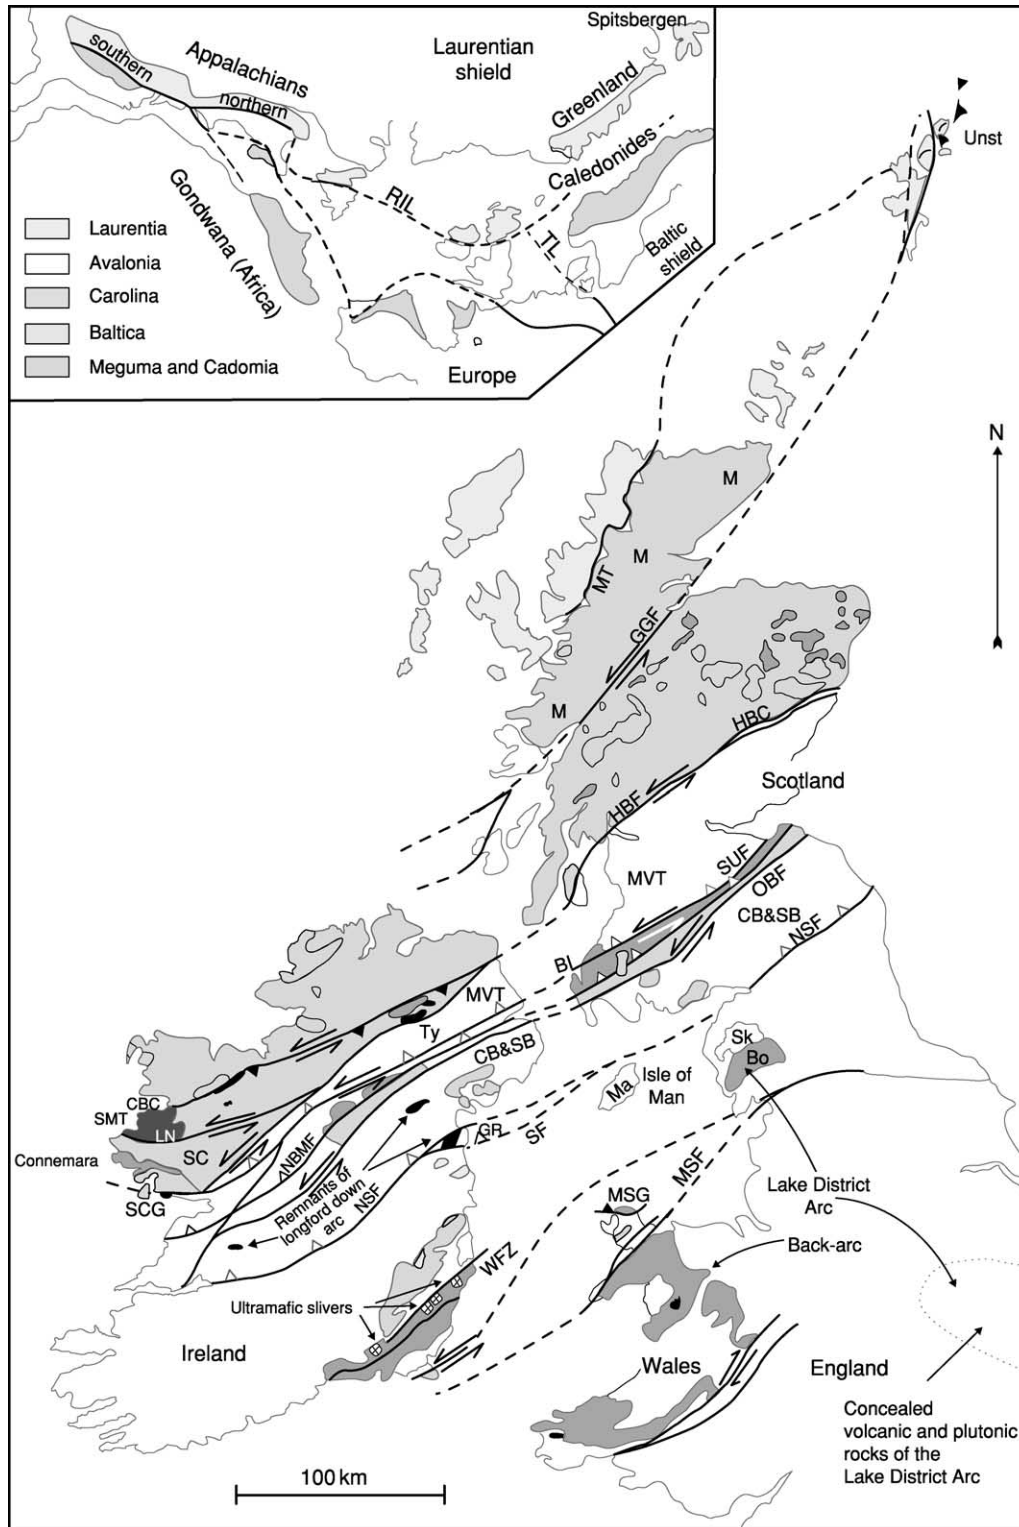 Spitsbergen
Laurentian
shield
Appalachians
southern
northern
Greenland
Caledonides
Unst
Gondwana (Africa)
RIL
TL
Baltic
shield
Laurentia
Avalonia
Carolina
Baltica
Meguma and Cadomia
Europe
N
M
M
MT
GGF
M
HBC
HBF
Scotland
MVT
SUF
OBF
CB&SB
NSF
BI
MVT
Ty
CB&SB
Sk
Bo
Ma
Isle of
Man
CBC
SMT
LN
SC
Connemara
SCG
NBMF
GR
SF
Remnants of
longford down
arc
NSF
MSF
MSG
Lake District
Arc
Back-arc
WFZ
Ultramafic slivers
Ireland
Wales
England
Concealed
volcanic and plutonic
rocks of the
Lake District Arc
100 km